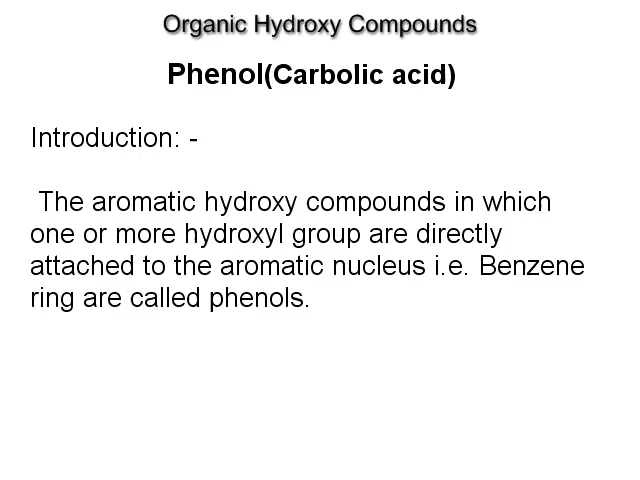 Organic Hydroxy Compounds
Phenol(Carbolic acid)
Introduction: -
The aromatic hydroxy compounds in which
one or more hydroxyl group are directly
attached to the aromatic nucleus i.e. Benzene
ring are called phenols.